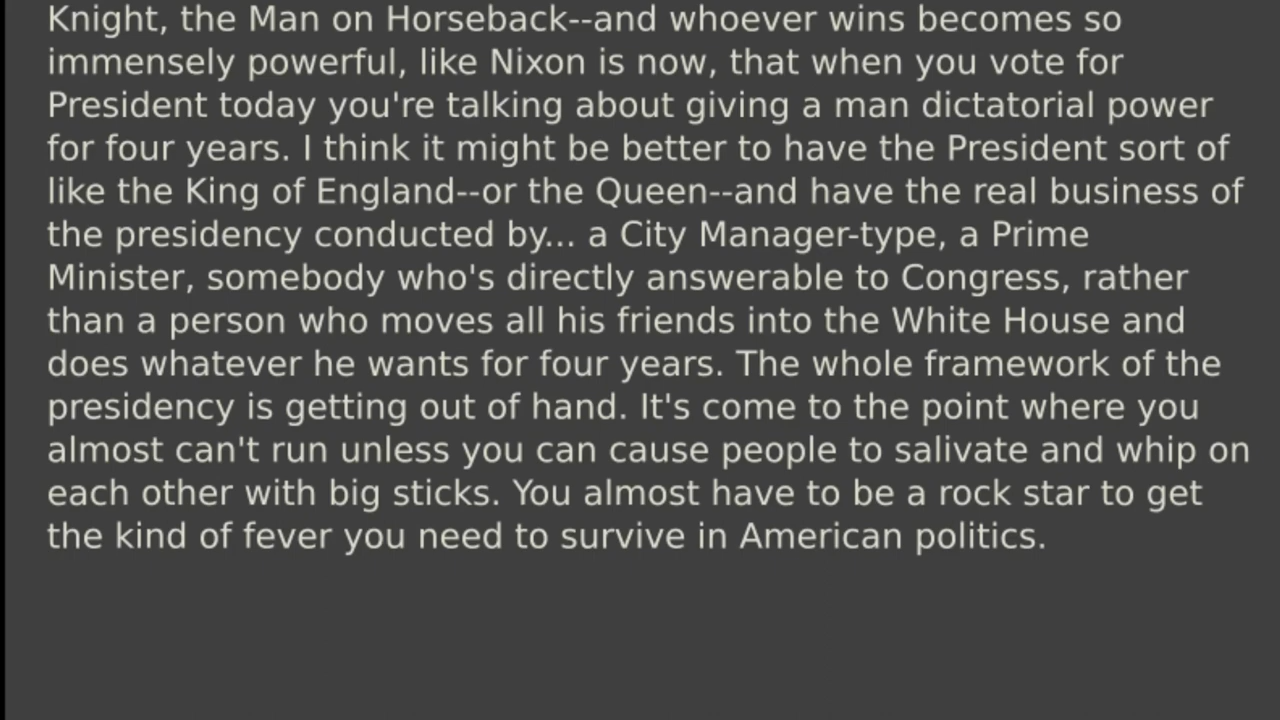 Knight, the Man on Horseback--and whoever wins becomes so
immensely powerful, like Nixon is now, that when you vote for
President today you're talking about giving a man dictatorial power
for four years. I think it might be better to have the President sort of
like the King of England--or the Queen--and have the real business of
the presidency conducted by... a City Manager-type, a Prime
Minister, somebody who's directly answerable to Congress, rather
than a person who moves all his friends into the White House and
does whatever he wants for four years. The whole framework of the
presidency is getting out of hand. It's come to the point where you
almost can't run unless you can cause people to salivate and whip on
each other with big sticks. You almost have to be a rock star to get
the kind of fever you need to survive in American politics.